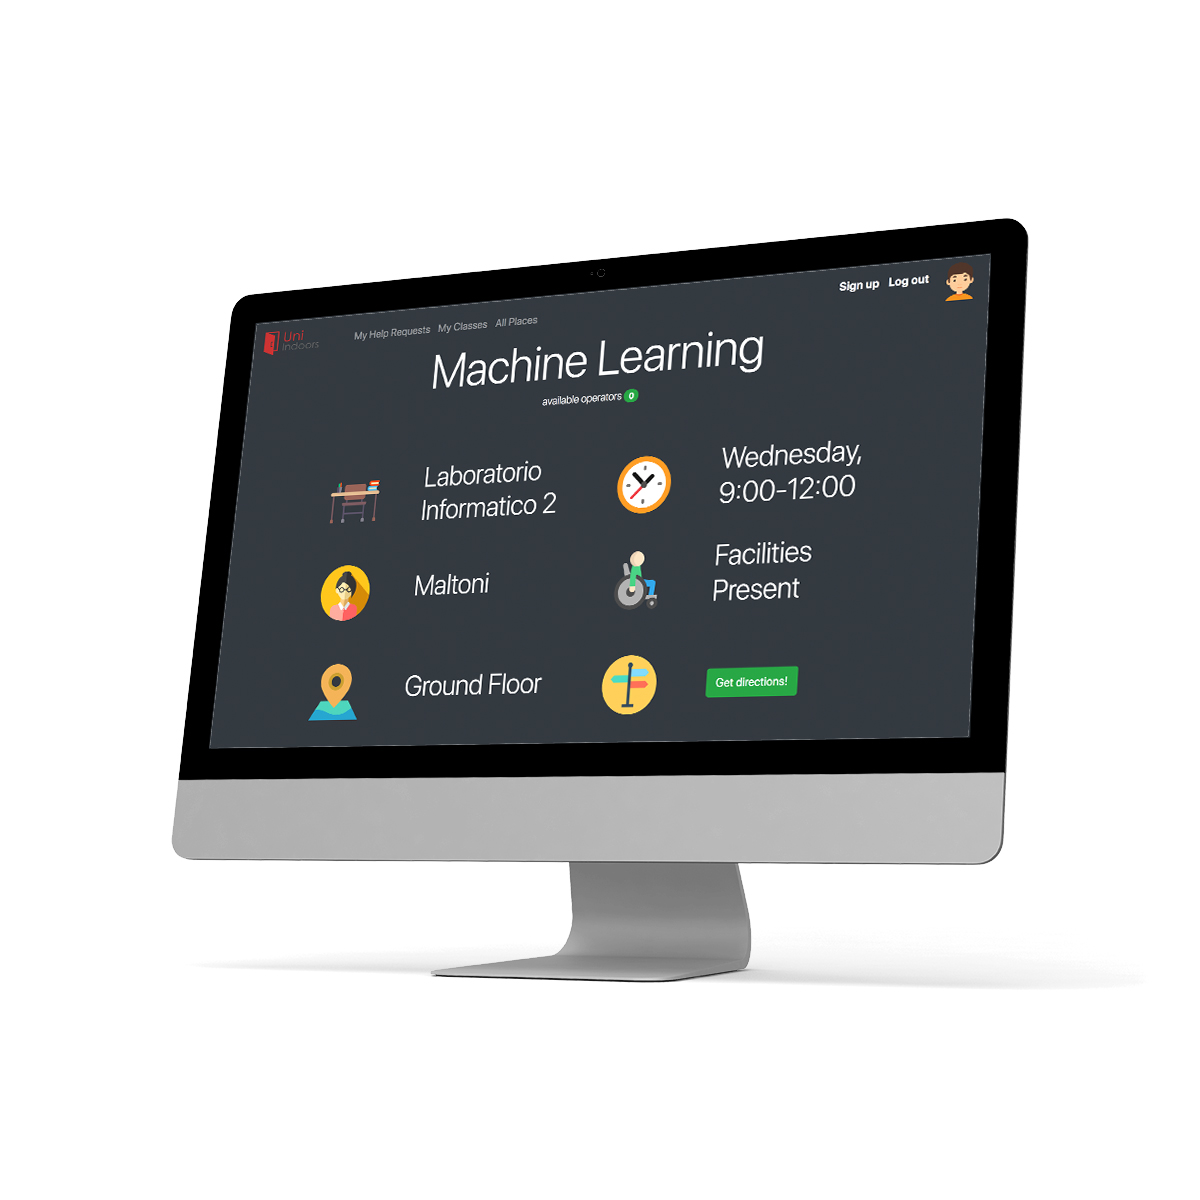 Uni
indoors
My Help Requests My Classes All Places
Sign up Log out
Machine Learning
available operators 0
Laboratorio
Informatico 2
Wednesday,
9:00-12:00
Maltoni
Facilities
Present
Ground Floor
Get directions!